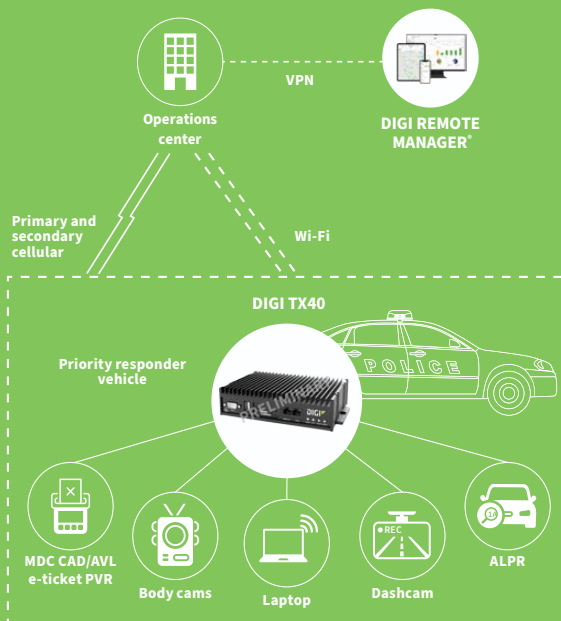 VPN
Operations
center
DIGI REMOTE
MANAGER®
Primary and
secondary
cellular
Wi-Fi
DIGI TX40
Priority responder
vehicle
POLICE
PRELIMINARY
DIGI
MDC CAD/AVL
e-ticket PVR
Body cams
Laptop
REC
Dashcam
ALPR